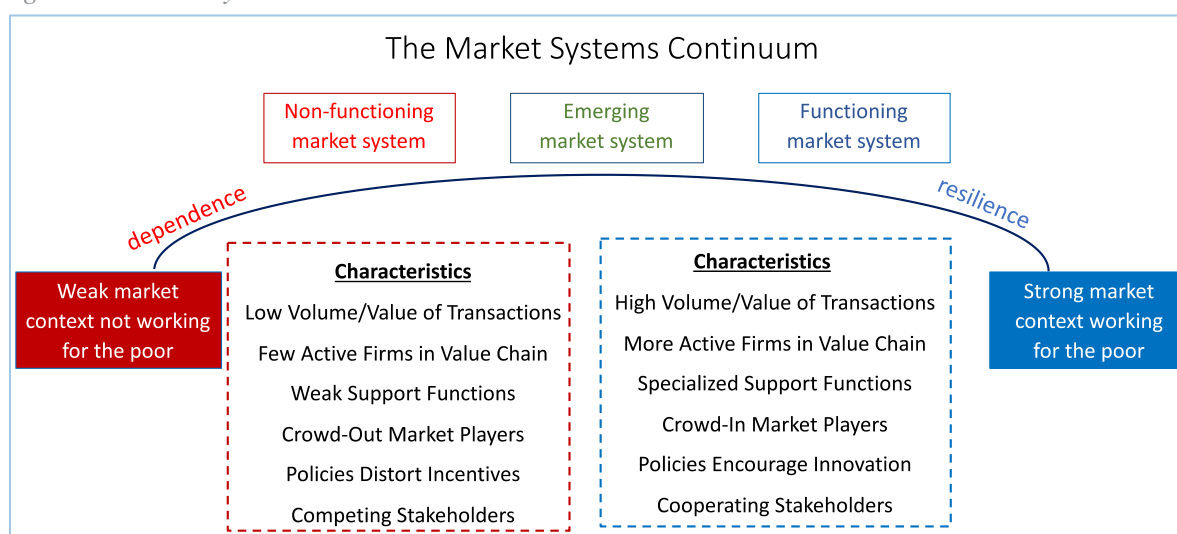 The Market Systems Continuum
Non-functioning
market system
Emerging
market system
Functioning
market system
dependence
resilience
Weak market
context not working
for the poor
Characteristics
Low Volume/Value of Transactions
Few Active Firms in Value Chain
Weak Support Functions
Crowd-Out Market Players
Policies Distort Incentives
Competing Stakeholders
Characteristics
High Volume/Value of Transactions
More Active Firms in Value Chain
Specialized Support Functions
Crowd-In Market Players
Policies Encourage Innovation
Cooperating Stakeholders
Strong market
context working
for the poor